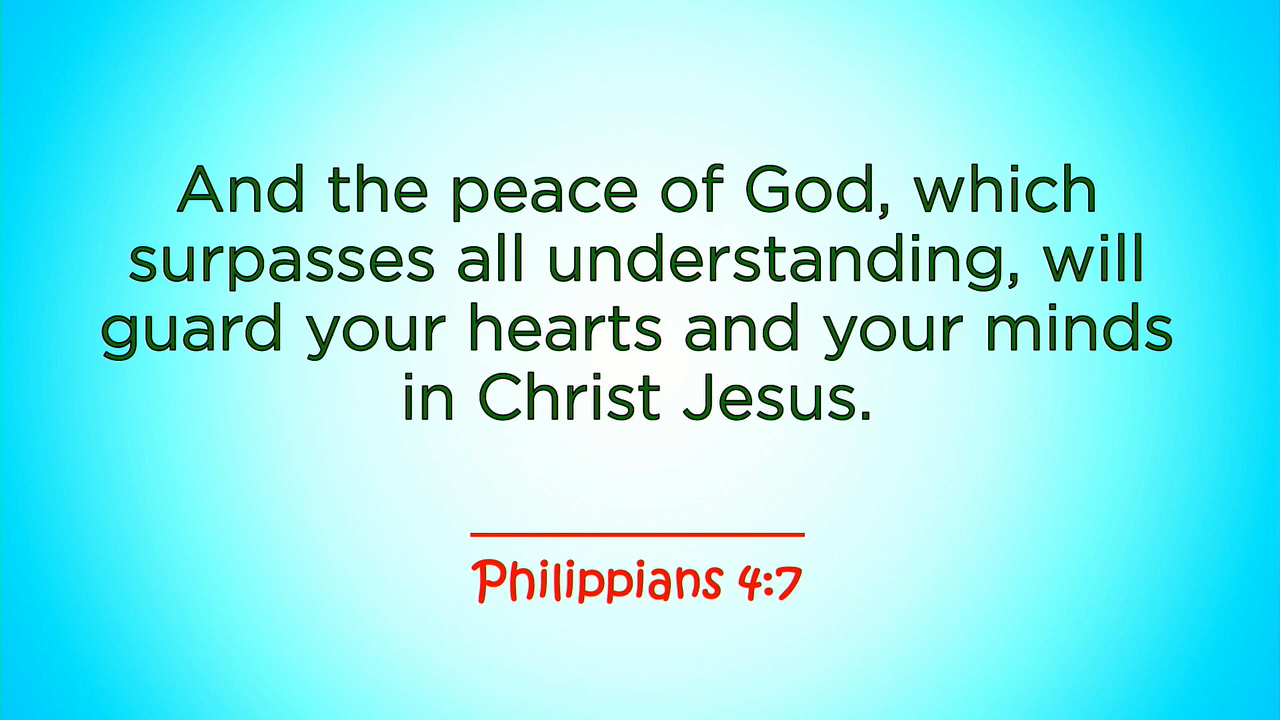 And the peace of God, which
surpasses all understanding, will
guard your hearts and your minds
in Christ Jesus.
Philippians 4:7